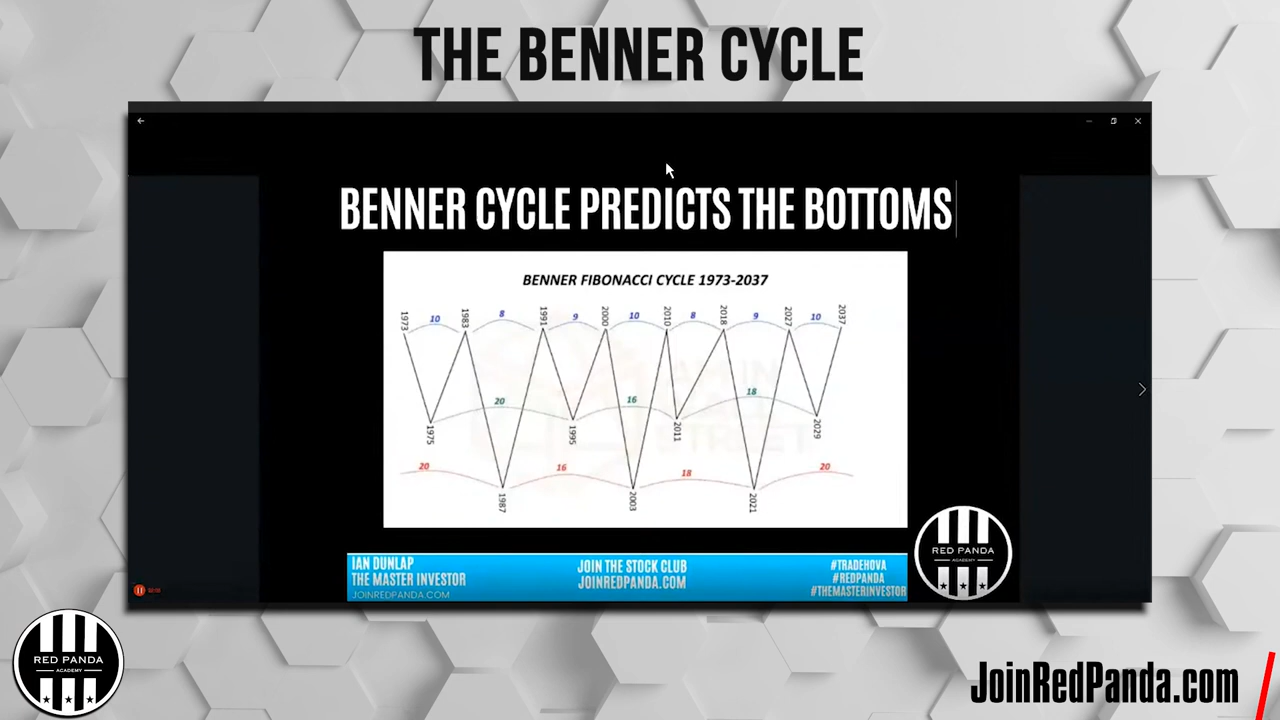 THE BENNER CYCLE
BENNER CYCLE PREDICTS THE BOTTOMS
BENNER FIBONACCI CYCLE 1973-2037
1973 10 1983 8 1991 9 2000 10 2010 8 2018 9 2027 10 2037
20 16 18
1975 1995 2011 2029
20 16 18 20
1987 2003 2021
IAN DUNLAP
THE MASTER INVESTOR
JOINREDPANDA.COM
JOIN THE STOCK CLUB
JOINREDPANDA.COM
#TRADEHOVA
#REDPANDA
#THEMASTERINVESTOR
RED PANDA
ACADEMY
RED PANDA
ACADEMY
JoinRedPanda.com